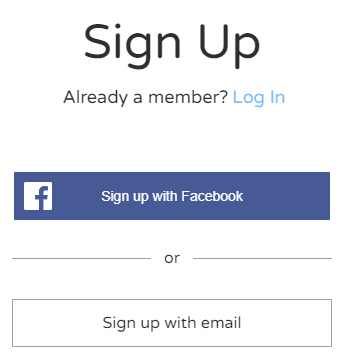 Sign Up
Already a member? Log In
Sign up with Facebook
or
Sign up with email